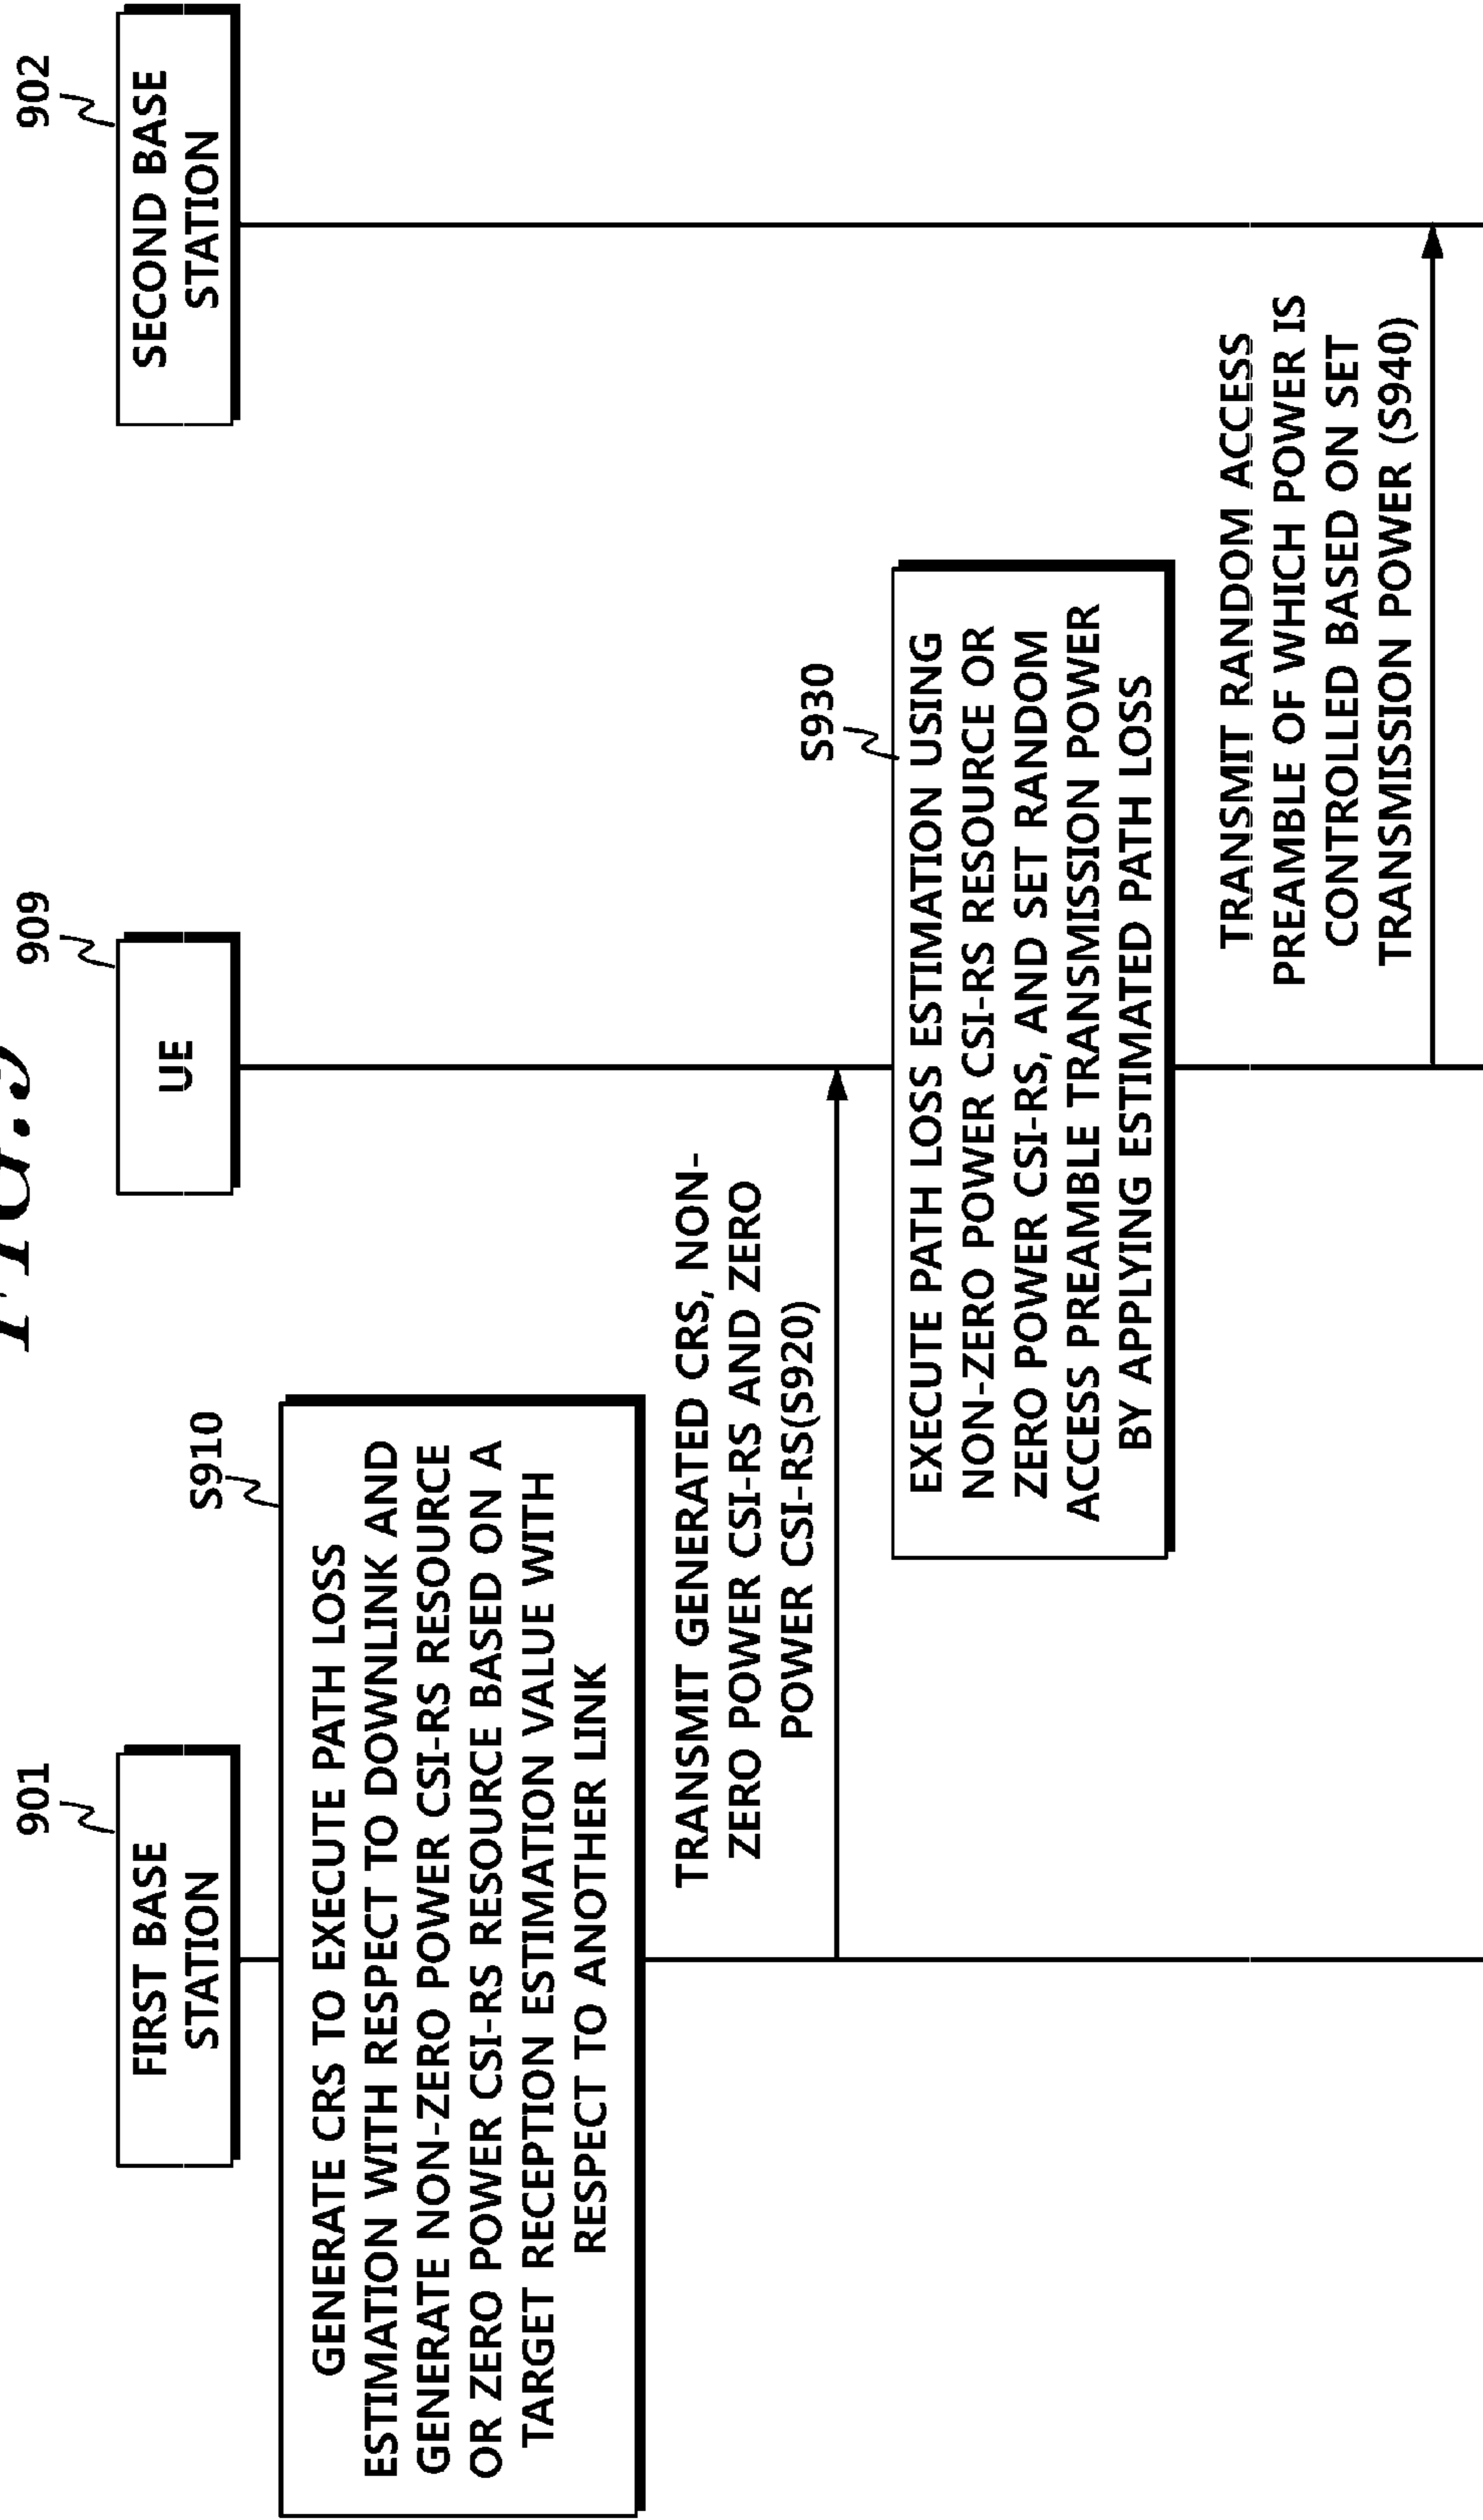 FIG. 9
901
909
902
FIRST BASE
STATION
UE
SECOND BASE
STATION
S910
GENERATE CRS TO EXECUTE PATH LOSS
ESTIMATION WITH RESPECT TO DOWNLINK AND
GENERATE NON-ZERO POWER CSI-RS RESOURCE
OR ZERO POWER CSI-RS RESOURCE BASED ON A
TARGET RECEPTION ESTIMATION VALUE WITH
RESPECT TO ANOTHER LINK
TRANSMIT GENERATED CRS, NON-
ZERO POWER CSI-RS AND ZERO
POWER CSI-RS(S920)
S930
EXECUTE PATH LOSS ESTIMATION USING
NON-ZERO POWER CSI-RS RESOURCE OR
ZERO POWER CSI-RS, AND SET RANDOM
ACCESS PREAMBLE TRANSMISSION POWER
BY APPLYING ESTIMATED PATH LOSS
TRANSMIT RANDOM ACCESS
PREAMBLE OF WHICH POWER IS
CONTROLLED BASED ON SET
TRANSMISSION POWER (S940)